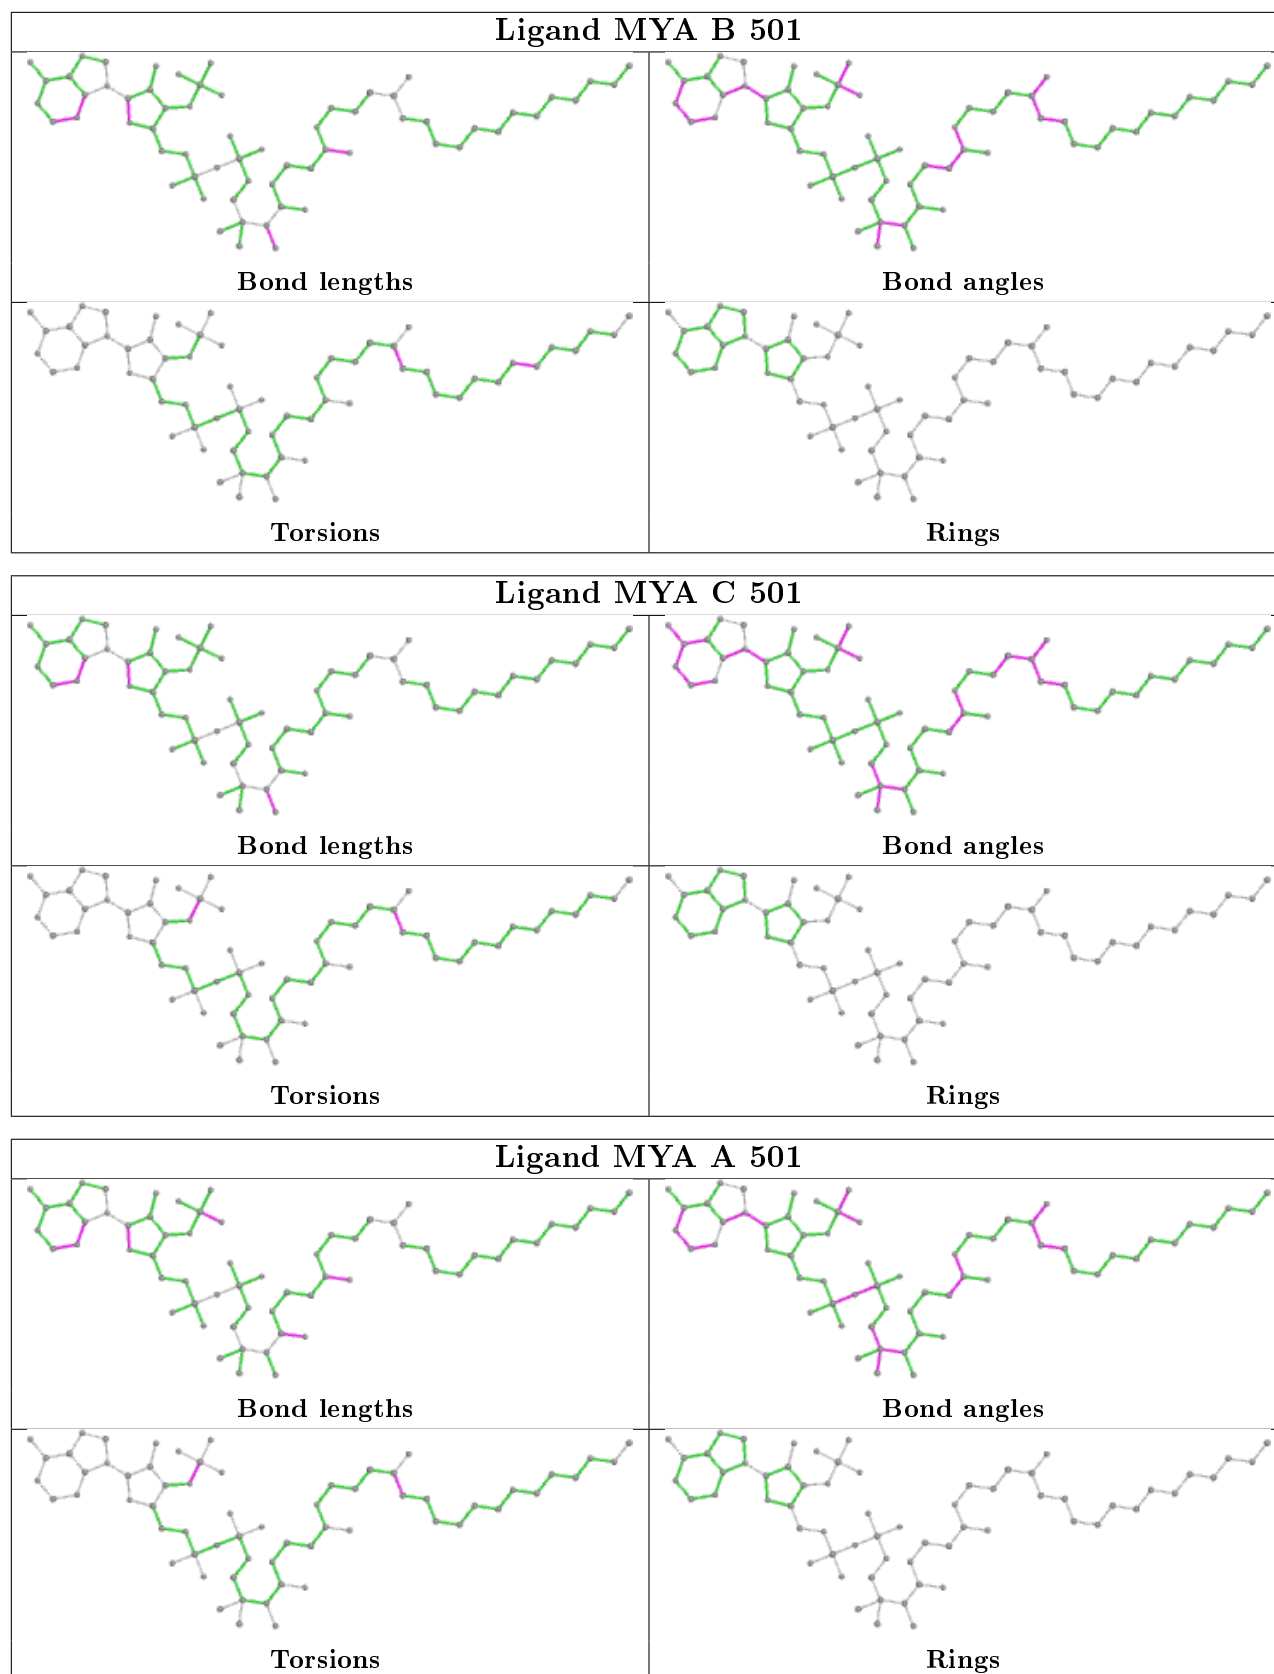 Ligand MYA B 501
Bond lengths
Bond angles
Torsions
Rings
Ligand MYA C 501
Bond lengths
Bond angles
Torsions
Rings
Ligand MYA A 501
Bond lengths
Bond angles
Torsions
Rings